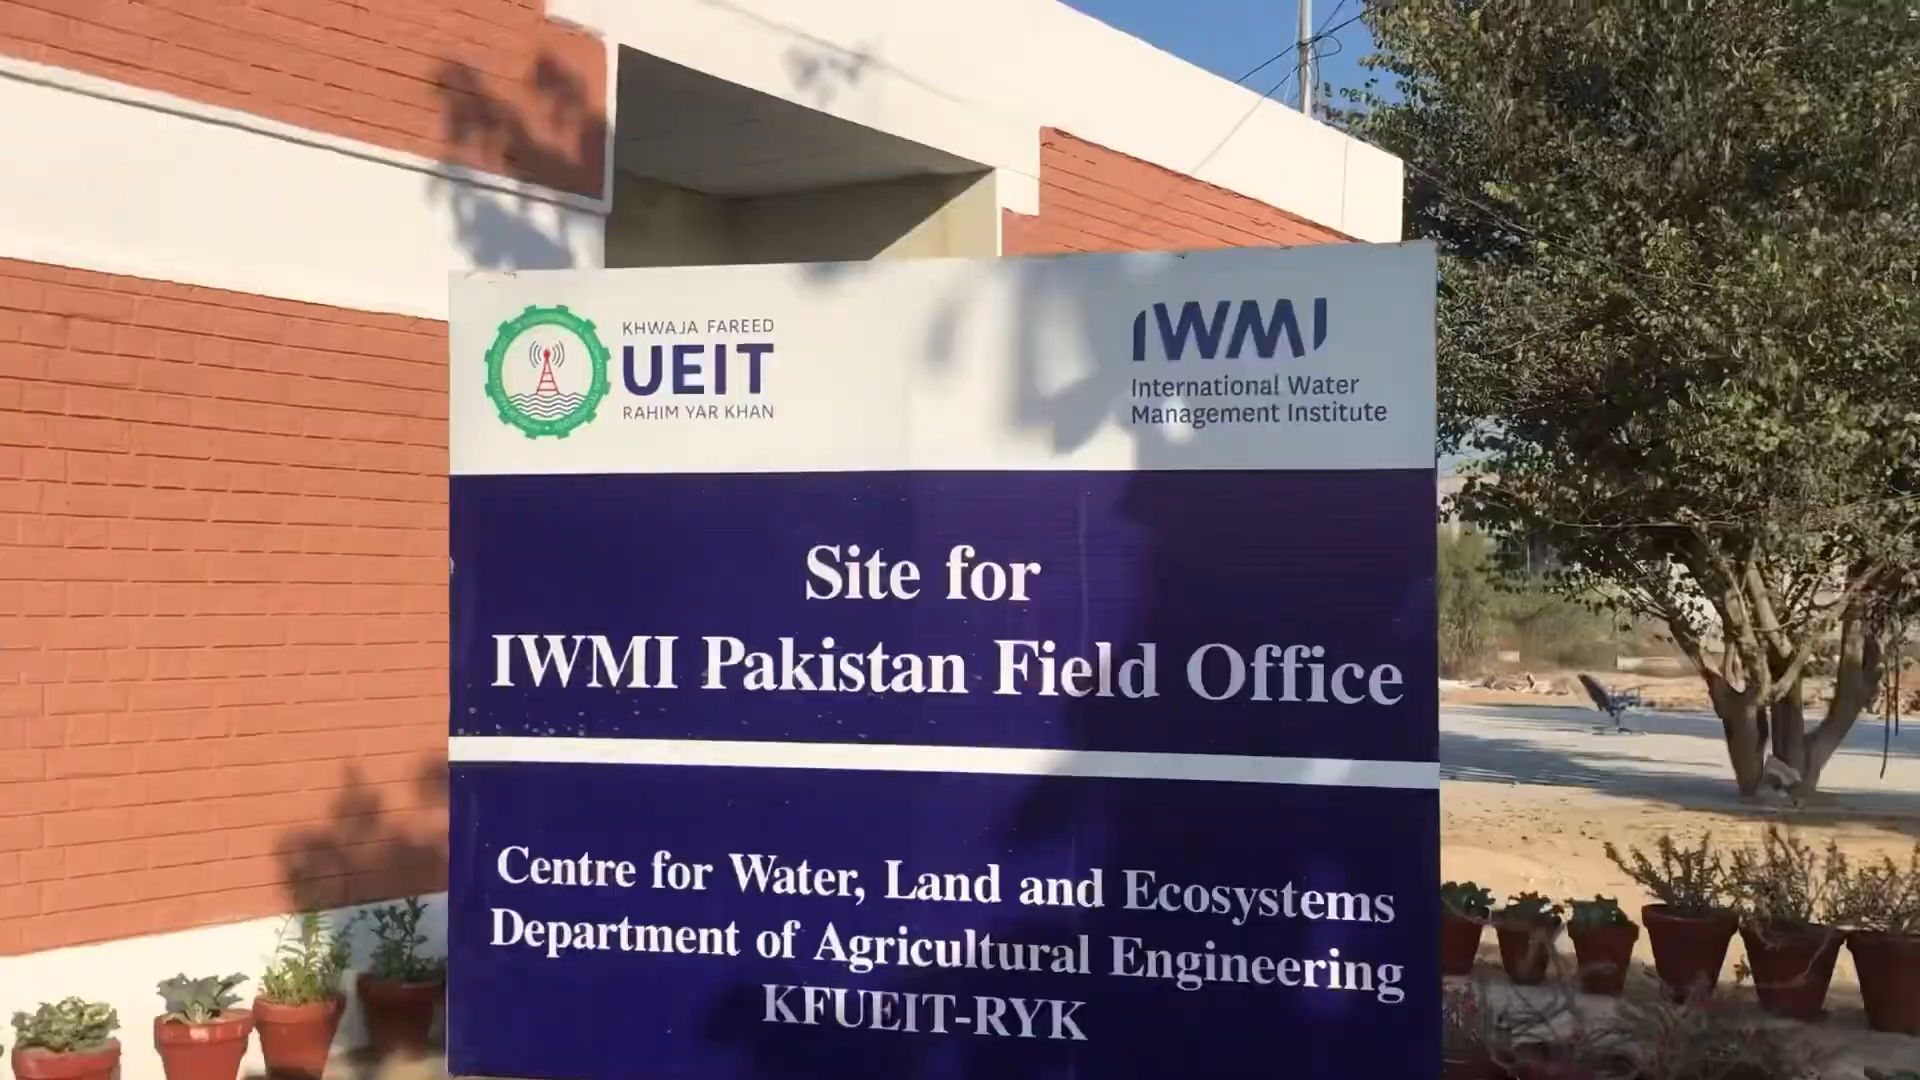 KHWAJA FAREED
UEIT
RAHIM YAR KHAN
IWMI
International Water
Management Institute
Site for
IWMI Pakistan Field Office
Centre for Water, Land and Ecosystems
Department of Agricultural Engineering
KFUEIT-RYK